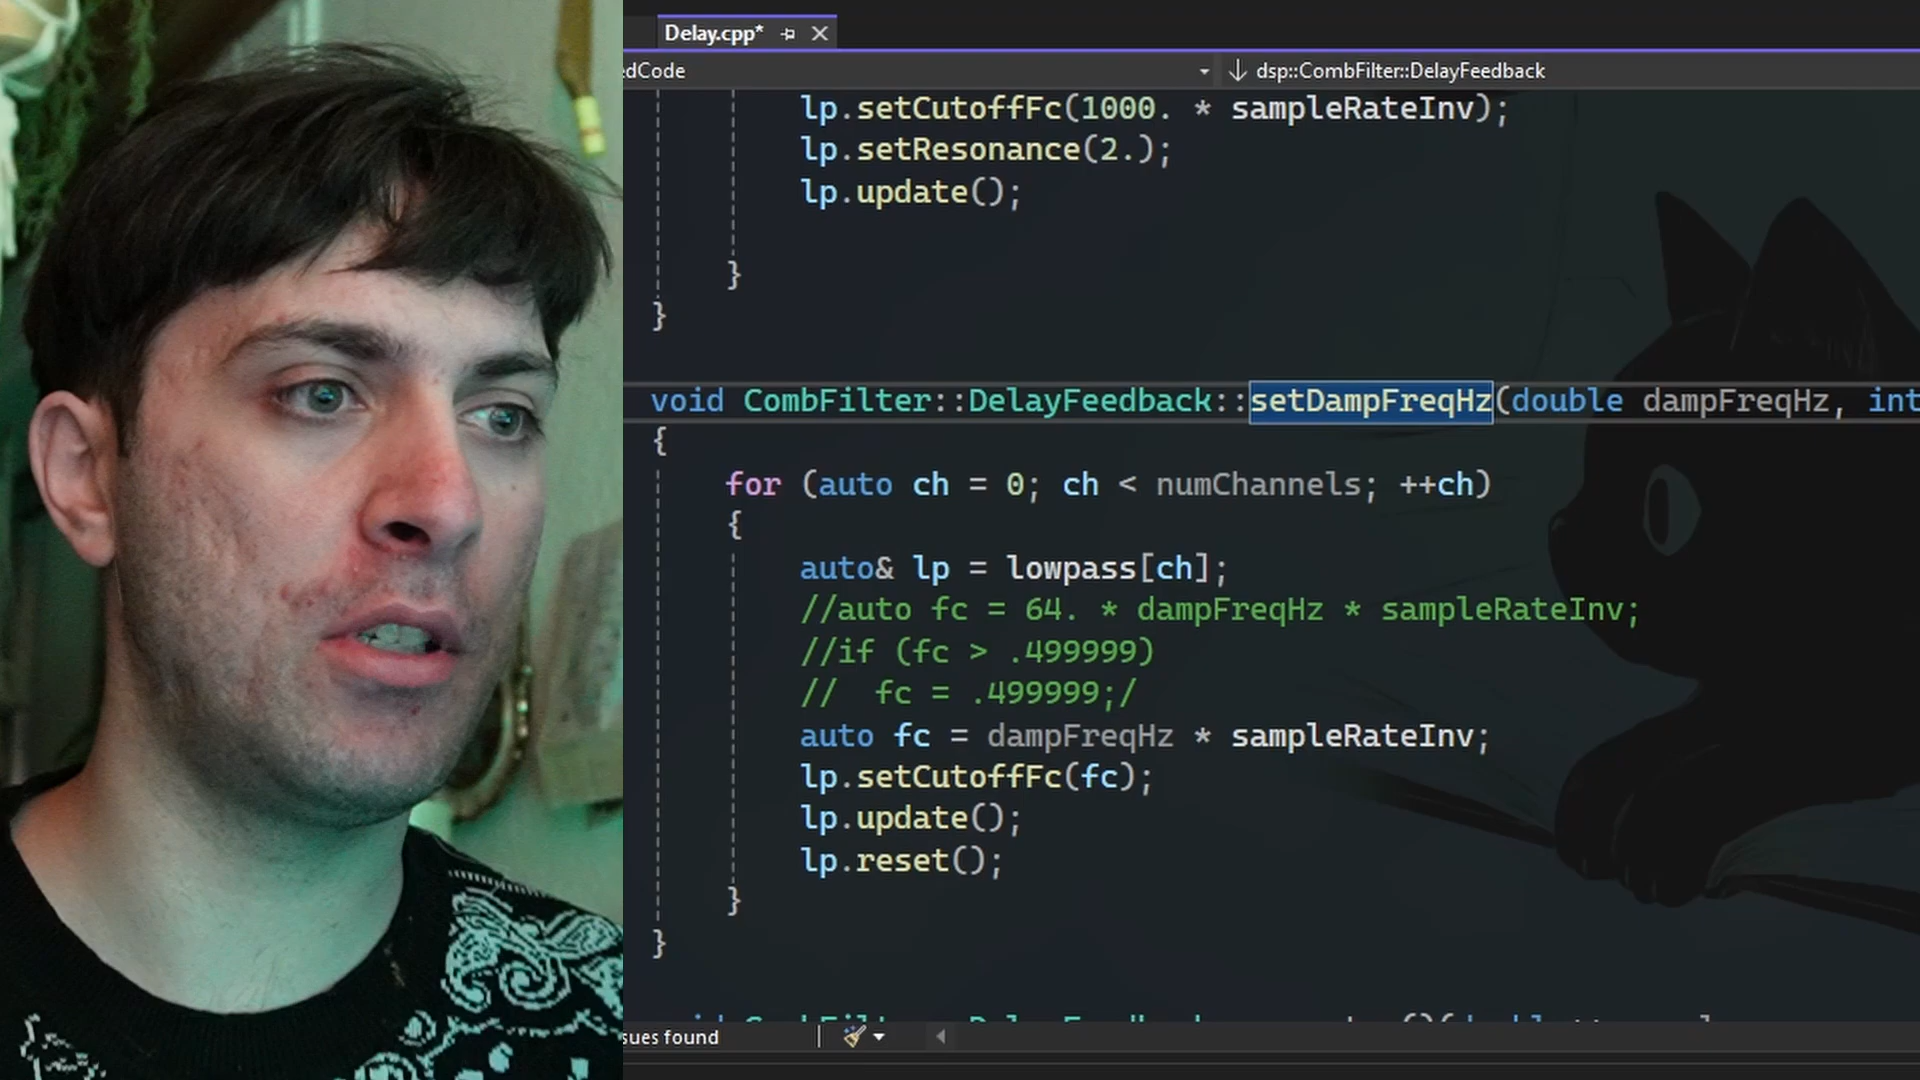 Delay.cpp*
edCode
dsp::CombFilter::DelayFeedback
lp.setCutoffFc(1000. * sampleRateInv);
lp.setResonance(2.);
lp.update();
}
}
void CombFilter::DelayFeedback::setDampFreqHz(double dampFreqHz, int
{
for (auto ch = 0; ch < numChannels; ++ch)
{
auto& lp = lowpass[ch];
//auto fc = 64. * dampFreqHz * sampleRateInv;
//if (fc > .499999)
// fc = .499999;/
auto fc = dampFreqHz * sampleRateInv;
lp.setCutoffFc(fc);
lp.update();
lp.reset();
}
}
sues found